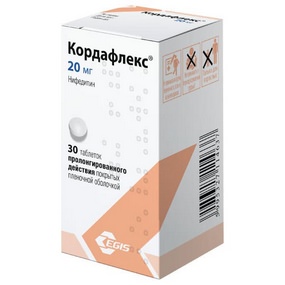 Кордафлекс®
20 мг
Нифедипин
30 таблеток
пролонгированного
действия покрытых
пленочной оболочкой
EGIS